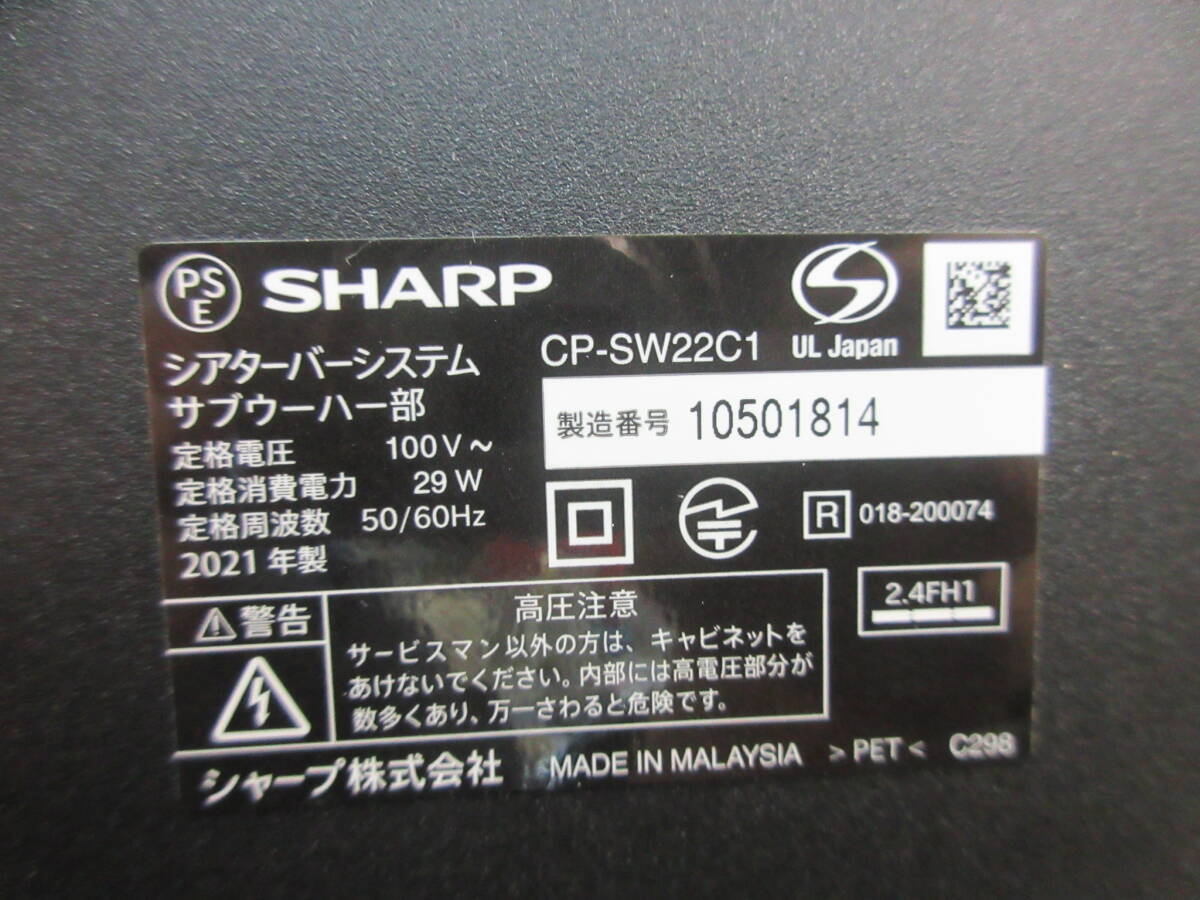 PSE SHARP
UL Japan
シアターバーシステム CP-SW22C1
サブウーハー部
製造番号 10501814
定格電圧 100V～
定格消費電力 29W
定格周波数 50/60Hz
2021年製
R 018-200074
2.4FH1
警告
高圧注意
サービスマン以外の方は、キャビネットを
あけないでください。内部には高電圧部分が
数多くあり、万一さわると危険です。
シャープ株式会社 MADE IN MALAYSIA >PET< C298